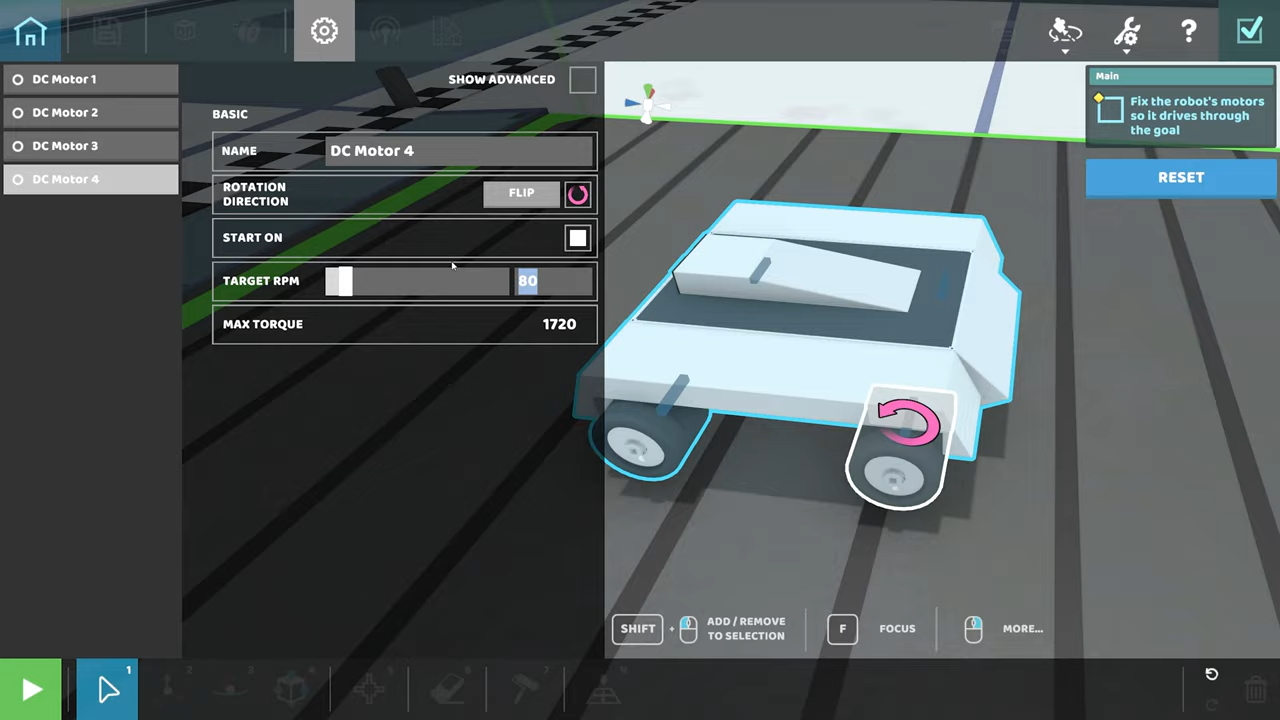 DC Motor 1
DC Motor 2
DC Motor 3
DC Motor 4
SHOW ADVANCED
BASIC
NAME
DC Motor 4
ROTATION
DIRECTION
FLIP
START ON
TARGET RPM
80
MAX TORQUE
1720
Main
Fix the robot's motors
so it drives through
the goal
RESET
SHIFT
+
ADD / REMOVE
TO SELECTION
F
FOCUS
MORE...
1
2
3